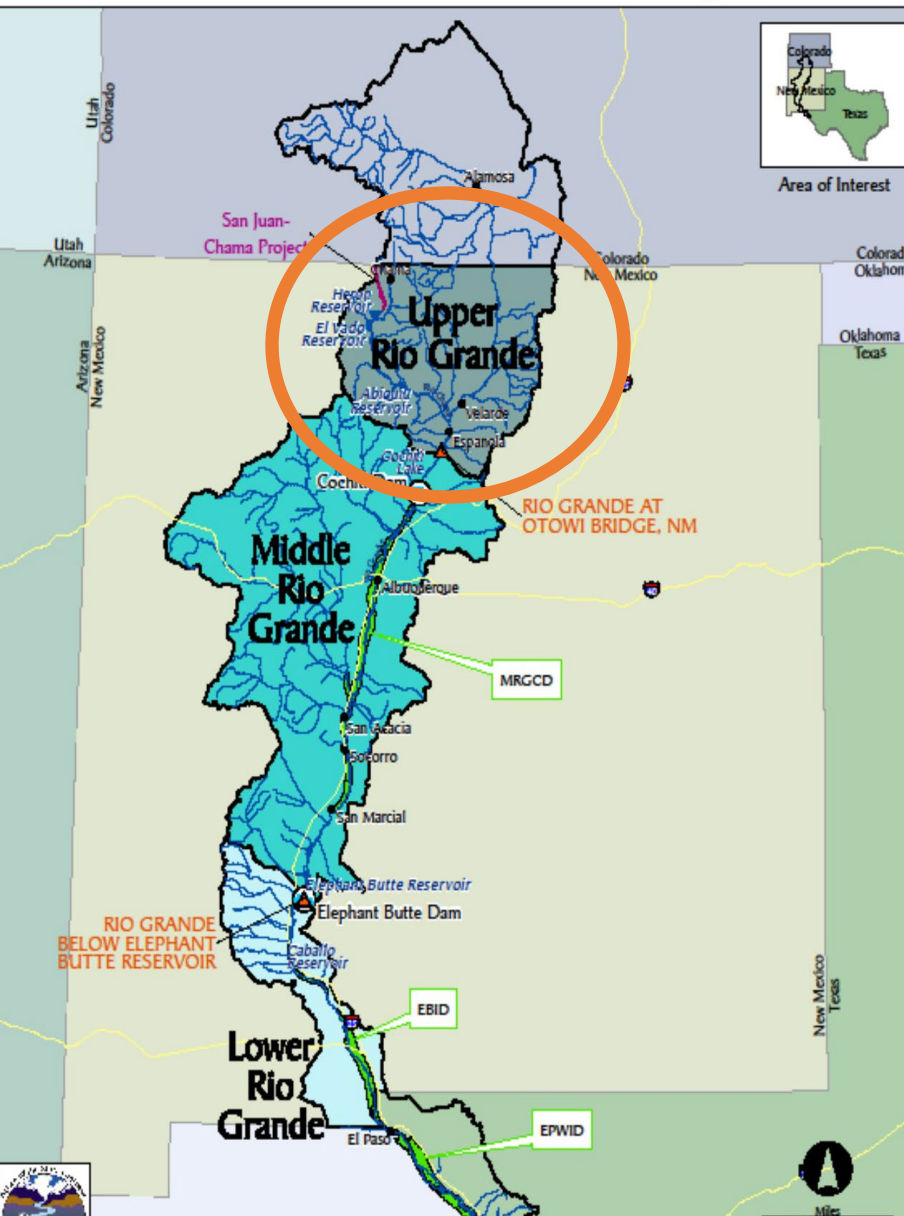 Utah
Colorado
Colorado
New Mexico
Texas
Area of Interest
Alamosa
San Juan-
Chama Project
Utah
Arizona
Colorado
New Mexico
Colorad
Oklahom
Chama
Heron
Reservoir
El Vado
Reservoir
Upper
Rio Grande
Oklahoma
Texas
Arizona
New Mexico
Abiquiu
Reservoir
Velarde
Espanola
Cochiti
Lake
Cochiti Dam
RIO GRANDE AT
OTOWI BRIDGE, NM
Middle
Rio
Grande
Albuquerque
40
MRGCD
San Acacia
Socorro
San Marcial
Elephant Butte Reservoir
Elephant Butte Dam
RIO GRANDE
BELOW ELEPHANT
BUTTE RESERVOIR
Caballo
Reservoir
New Mexico
Texas
EBID
Lower
Rio
Grande
El Paso
EPWID
Miles